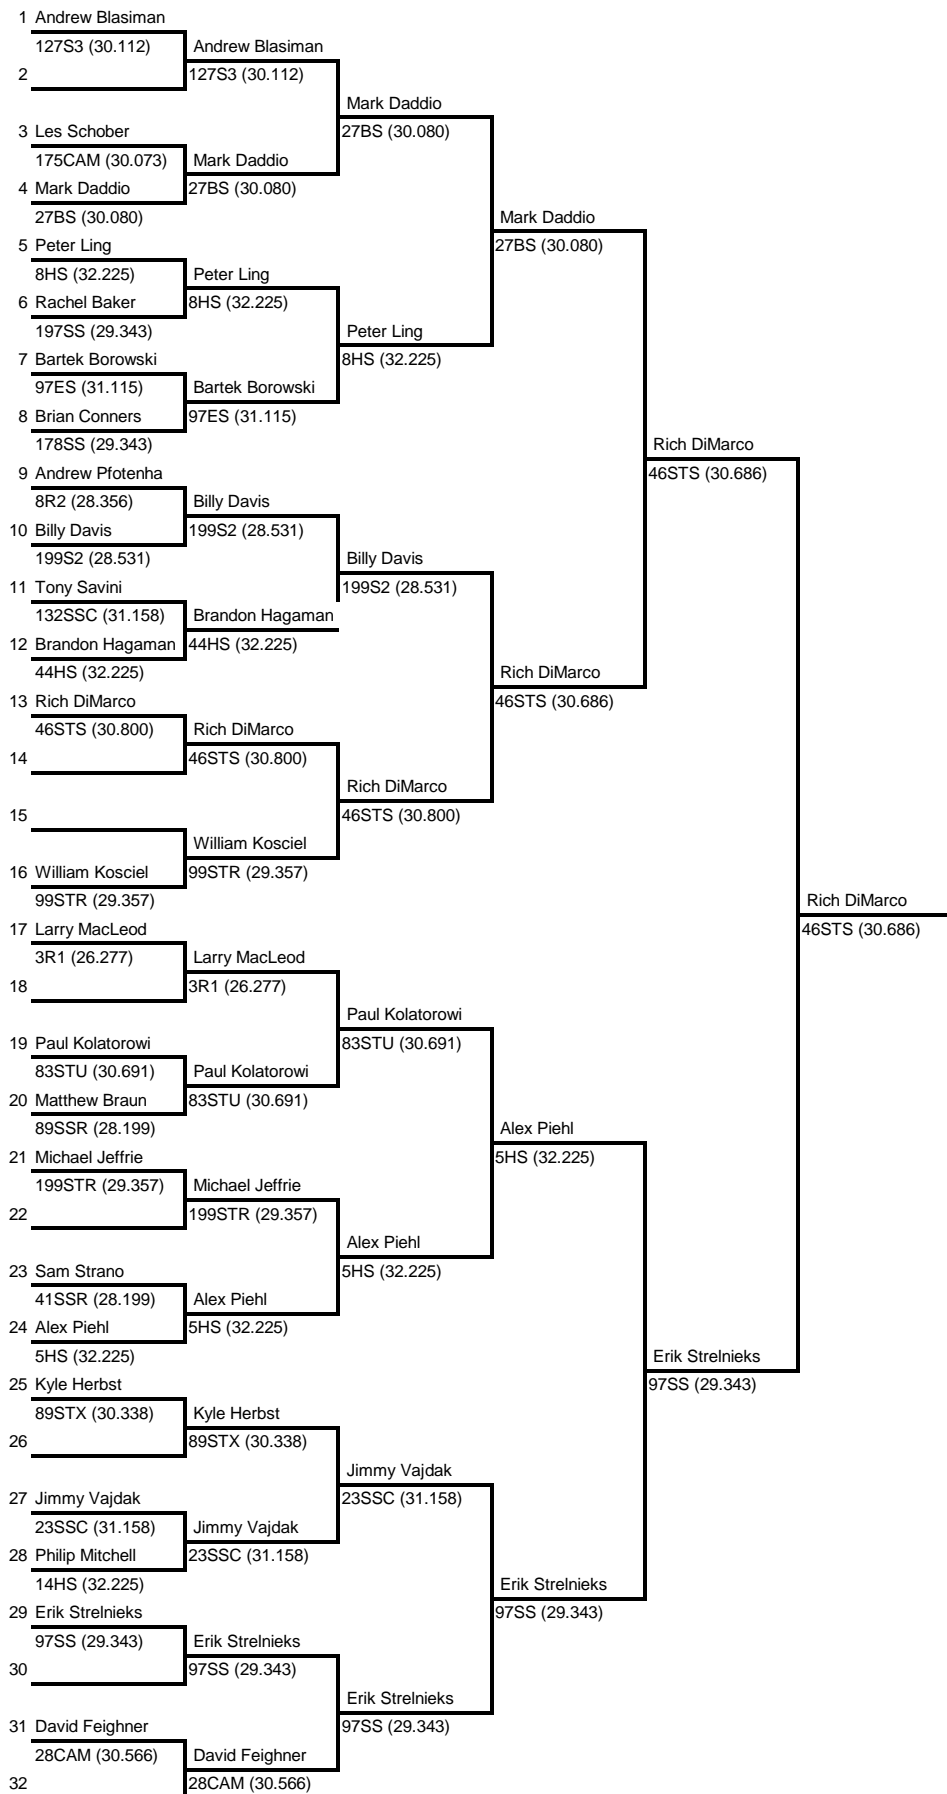 1 Andrew Blasiman
127S3 (30.112)
Andrew Blasiman
2
127S3 (30.112)
Mark Daddio
3 Les Schober
27BS (30.080)
175CAM (30.073)
Mark Daddio
4 Mark Daddio
27BS (30.080)
27BS (30.080)
Mark Daddio
5 Peter Ling
27BS (30.080)
8HS (32.225)
Peter Ling
6 Rachel Baker
8HS (32.225)
197SS (29.343)
Peter Ling
7 Bartek Borowski
8HS (32.225)
97ES (31.115)
Bartek Borowski
8 Brian Conners
97ES (31.115)
178SS (29.343)
Rich DiMarco
9 Andrew Pfotenha
46STS (30.686)
8R2 (28.356)
Billy Davis
10 Billy Davis
199S2 (28.531)
199S2 (28.531)
Billy Davis
11 Tony Savini
199S2 (28.531)
132SSC (31.158)
Brandon Hagaman
12 Brandon Hagaman
44HS (32.225)
44HS (32.225)
Rich DiMarco
13 Rich DiMarco
46STS (30.686)
46STS (30.800)
Rich DiMarco
14
46STS (30.800)
Rich DiMarco
15
46STS (30.800)
William Kosciel
16 William Kosciel
99STR (29.357)
99STR (29.357)
Rich DiMarco
17 Larry MacLeod
46STS (30.686)
3R1 (26.277)
Larry MacLeod
18
3R1 (26.277)
Paul Kolatorowi
19 Paul Kolatorowi
83STU (30.691)
83STU (30.691)
Paul Kolatorowi
20 Matthew Braun
83STU (30.691)
89SSR (28.199)
Alex Piehl
21 Michael Jeffrie
5HS (32.225)
199STR (29.357)
Michael Jeffrie
22
199STR (29.357)
Alex Piehl
23 Sam Strano
5HS (32.225)
41SSR (28.199)
Alex Piehl
24 Alex Piehl
5HS (32.225)
5HS (32.225)
Erik Strelnieks
25 Kyle Herbst
97SS (29.343)
89STX (30.338)
Kyle Herbst
26
89STX (30.338)
Jimmy Vajdak
27 Jimmy Vajdak
23SSC (31.158)
23SSC (31.158)
Jimmy Vajdak
28 Philip Mitchell
23SSC (31.158)
14HS (32.225)
Erik Strelnieks
29 Erik Strelnieks
97SS (29.343)
97SS (29.343)
Erik Strelnieks
30
97SS (29.343)
Erik Strelnieks
31 David Feighner
97SS (29.343)
28CAM (30.566)
David Feighner
32
28CAM (30.566)